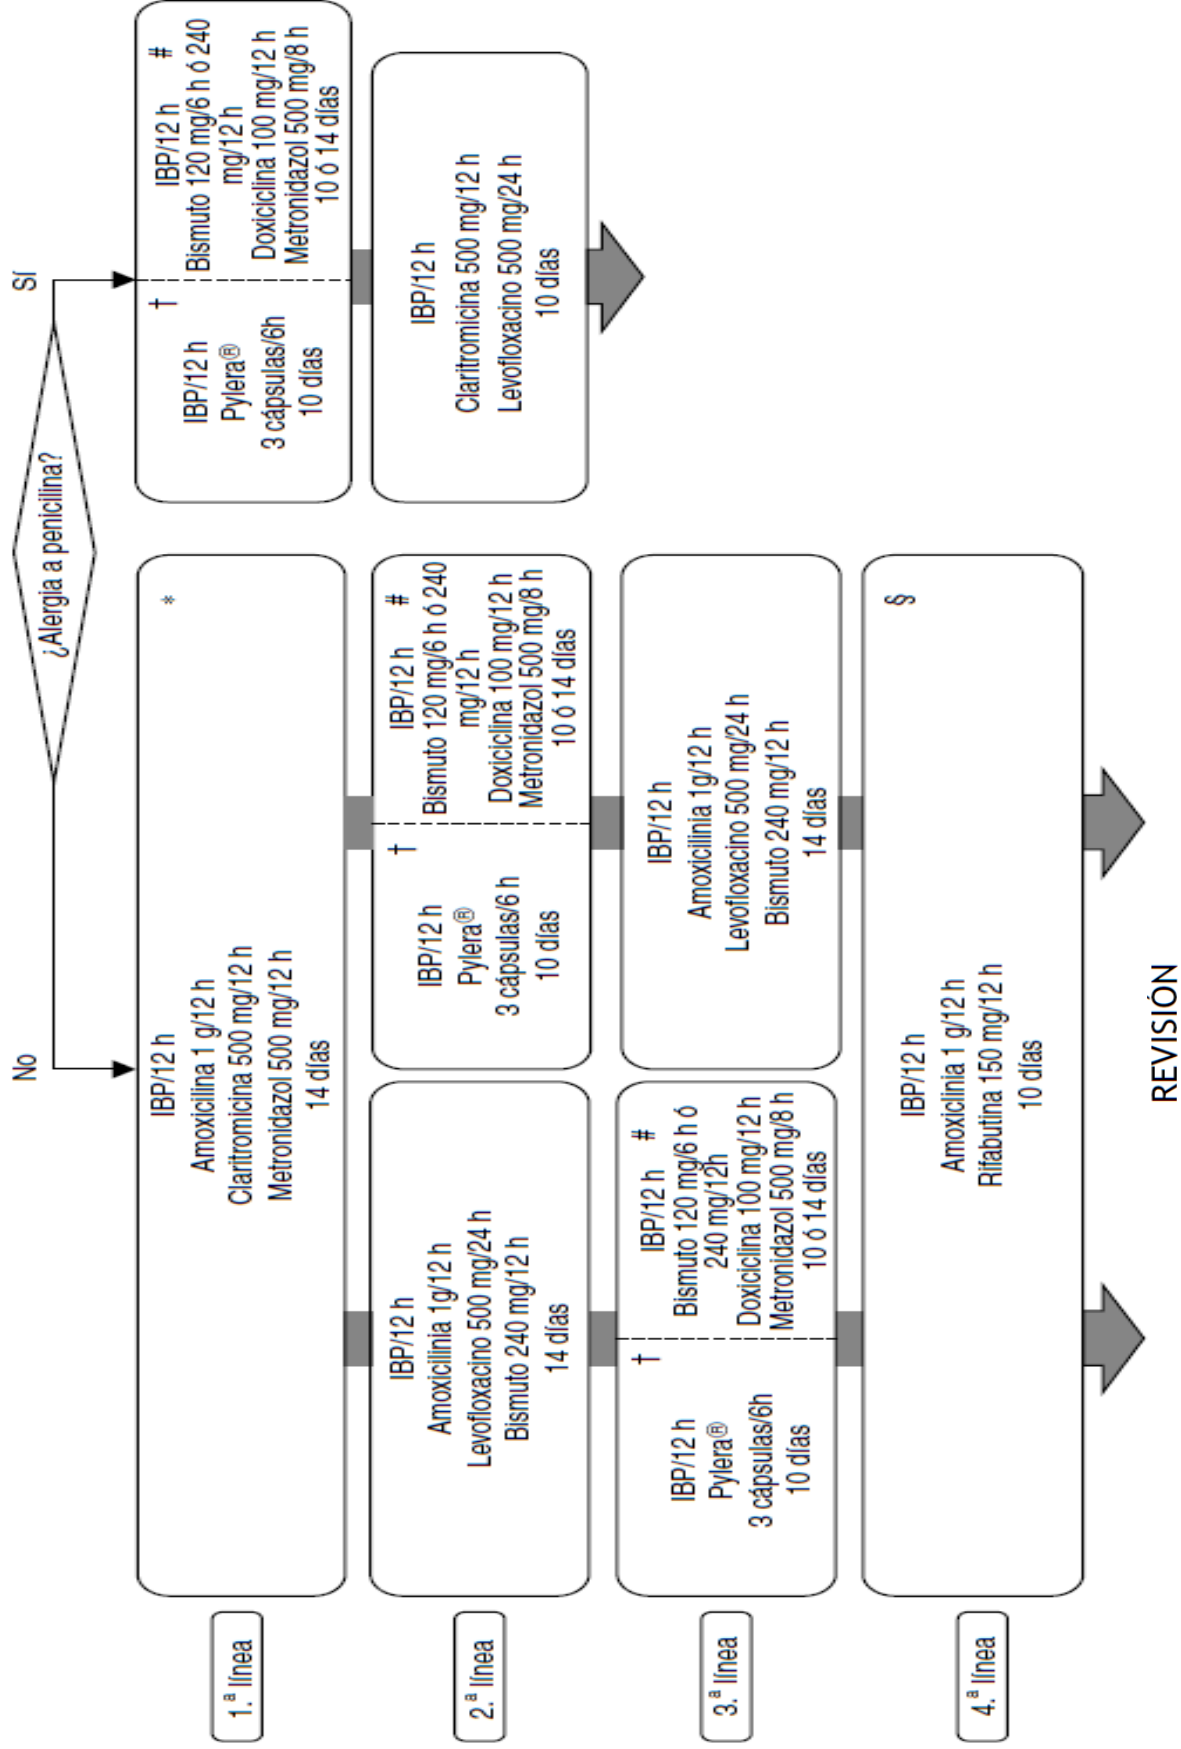 ¿Alergia a penicilina?
No
Sí
1.ª línea
IBP/12 h
Amoxicilina 1 g/12 h
Claritromicina 500 mg/12 h
Metronidazol 500 mg/12 h
14 días
*
IBP/12 h
Pylera®
3 cápsulas/6h
10 días
†
IBP/12 h #
Bismuto 120 mg/6 h ó 240
mg/12 h
Doxiciclina 100 mg/12 h
Metronidazol 500 mg/8 h
10 ó 14 días
2.ª línea
IBP/12 h
Amoxicilinia 1g/12 h
Levofloxacino 500 mg/24 h
Bismuto 240 mg/12 h
14 días
IBP/12 h
Pylera®
3 cápsulas/6 h
10 días
†
IBP/12 h #
Bismuto 120 mg/6 h ó 240
mg/12 h
Doxiciclina 100 mg/12 h
Metronidazol 500 mg/8 h
10 ó 14 días
IBP/12 h
Claritromicina 500 mg/12 h
Levofloxacino 500 mg/24 h
10 días
3.ª línea
IBP/12 h
Pylera®
3 cápsulas/6h
10 días
†
IBP/12 h #
Bismuto 120 mg/6 h ó
240 mg/12h
Doxiciclina 100 mg/12 h
Metronidazol 500 mg/8 h
10 ó 14 días
IBP/12 h
Amoxicilinia 1g/12 h
Levofloxacino 500 mg/24 h
Bismuto 240 mg/12 h
14 días
4.ª línea
IBP/12 h
Amoxiclinia 1 g/12 h
Rifabutina 150 mg/12 h
10 días
§
REVISIÓN